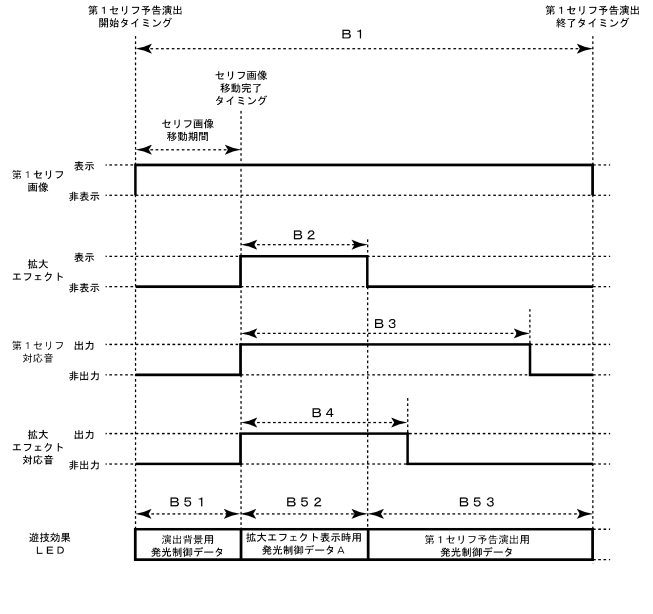 第１セリフ予告演出
開始タイミング
第１セリフ予告演出
終了タイミング
Ｂ１
セリフ画像
移動完了
タイミング
セリフ画像
移動期間
第１セリフ
画像
表示
非表示
Ｂ２
拡大
エフェクト
表示
非表示
Ｂ３
第１セリフ
対応音
出力
非出力
Ｂ４
拡大
エフェクト
対応音
出力
非出力
Ｂ５１
Ｂ５２
Ｂ５３
遊技効果
ＬＥＤ
演出背景用
発光制御データ
拡大エフェクト表示時用
発光制御データＡ
第１セリフ予告演出用
発光制御データ